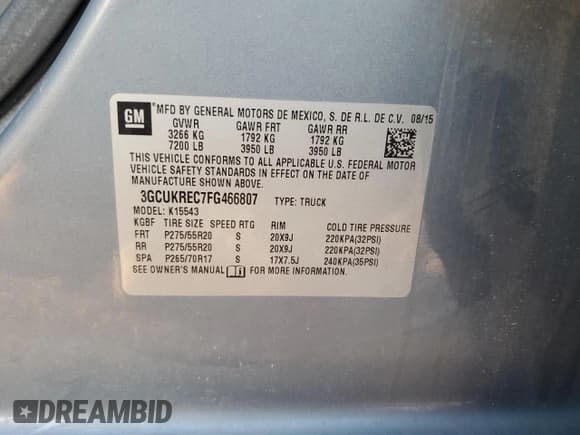 GM
MFD BY GENERAL MOTORS DE MEXICO, S. DE R.L. DE C.V. 08/15
GVWR GAWR FRT GAWR RR
3266 KG 1792 KG 1792 KG
7200 LB 3950 LB 3950 LB
THIS VEHICLE CONFORMS TO ALL APPLICABLE U.S. FEDERAL MOTOR
VEHICLE SAFETY STANDARDS IN EFFECT ON THE DATE OF
MANUFACTURE SHOWN ABOVE.
3GCUKREC7FG466807 TYPE: TRUCK
MODEL: K15543
KGBF TIRE SIZE SPEED RTG RIM COLD TIRE PRESSURE
FRT P275/55R20 S 20X9J 220KPA(32PSI)
RR P275/55R20 S 20X9J 220KPA(32PSI)
SPA P265/70R17 S 17X7.5J 240KPA(35PSI)
SEE OWNER'S MANUAL FOR MORE INFORMATION.
DREAMBID